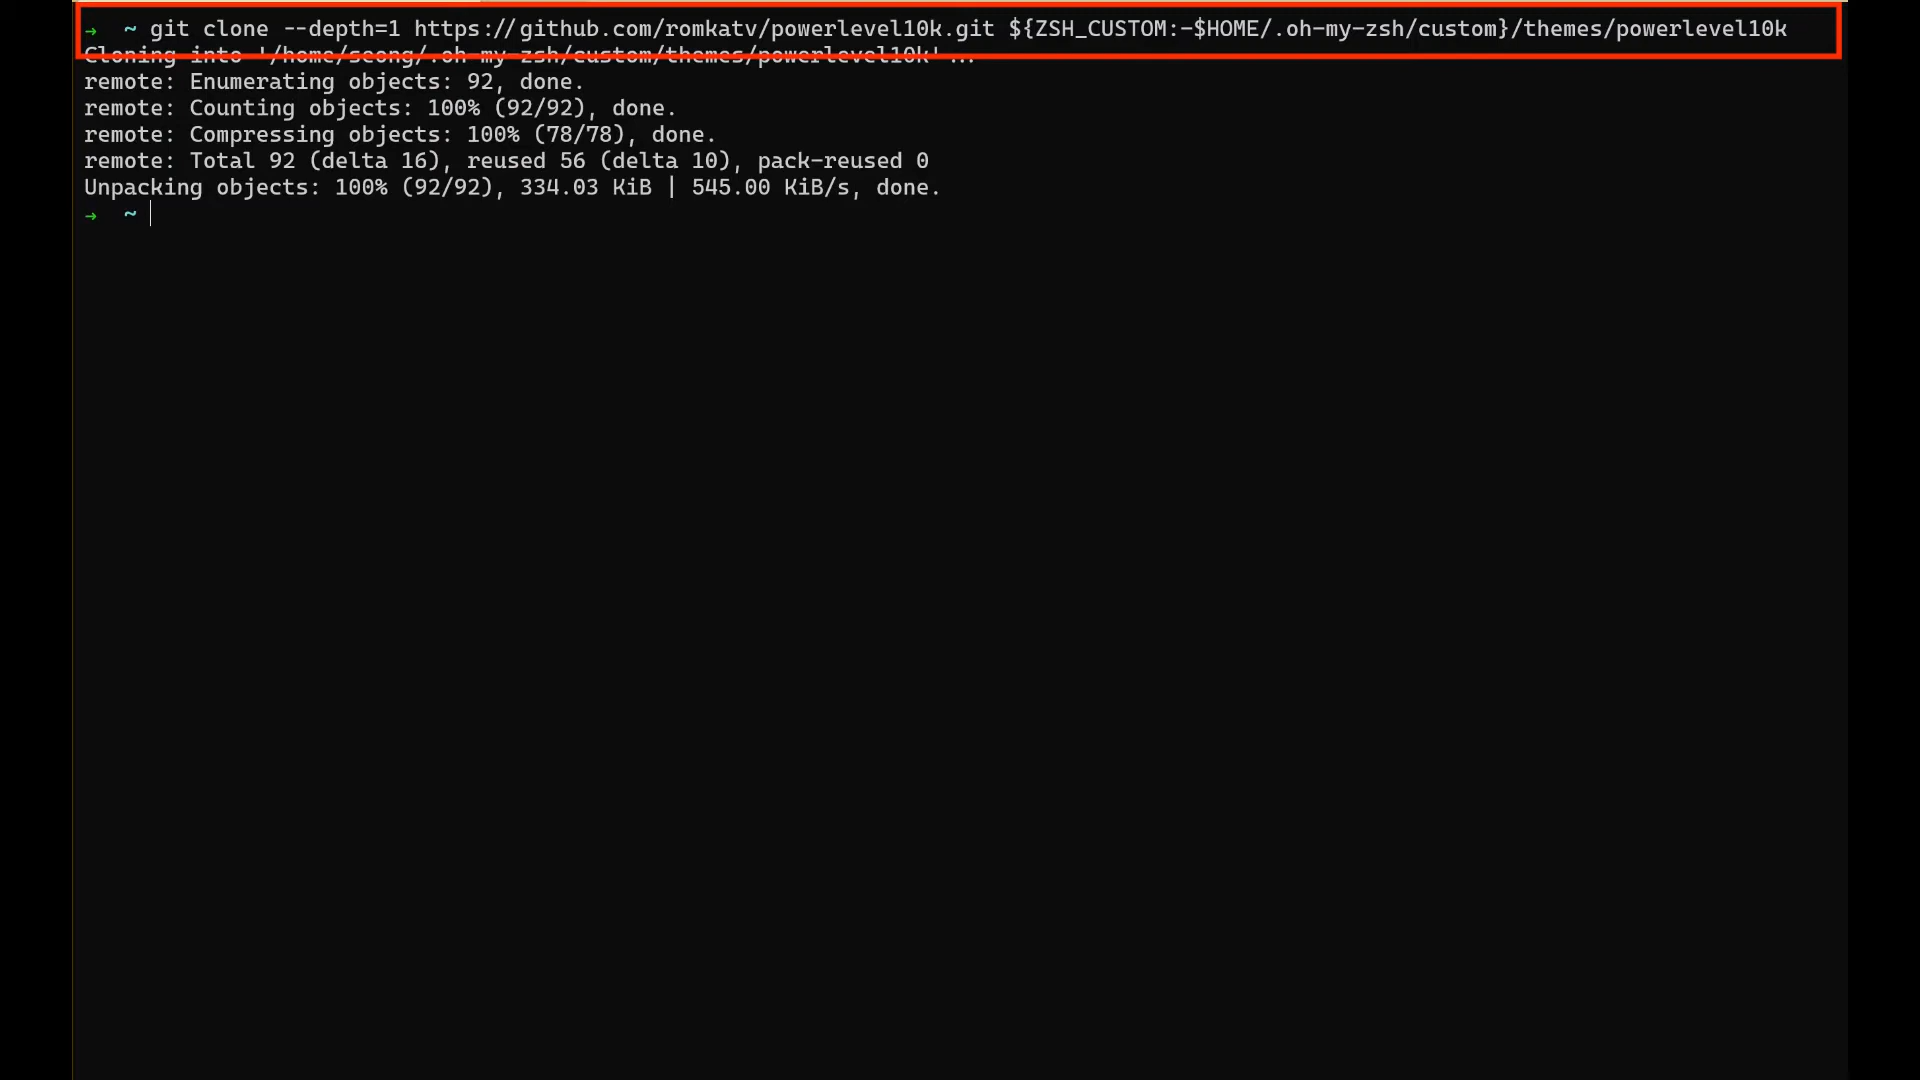 → ~ git clone --depth=1 https://github.com/romkatv/powerlevel10k.git ${ZSH_CUSTOM:-$HOME/.oh-my-zsh/custom}/themes/powerlevel10k
Cloning into '/home/seong/.oh-my-zsh/custom/themes/powerlevel10k'...
remote: Enumerating objects: 92, done.
remote: Counting objects: 100% (92/92), done.
remote: Compressing objects: 100% (78/78), done.
remote: Total 92 (delta 16), reused 56 (delta 10), pack-reused 0
Unpacking objects: 100% (92/92), 334.03 KiB | 545.00 KiB/s, done.
→ ~